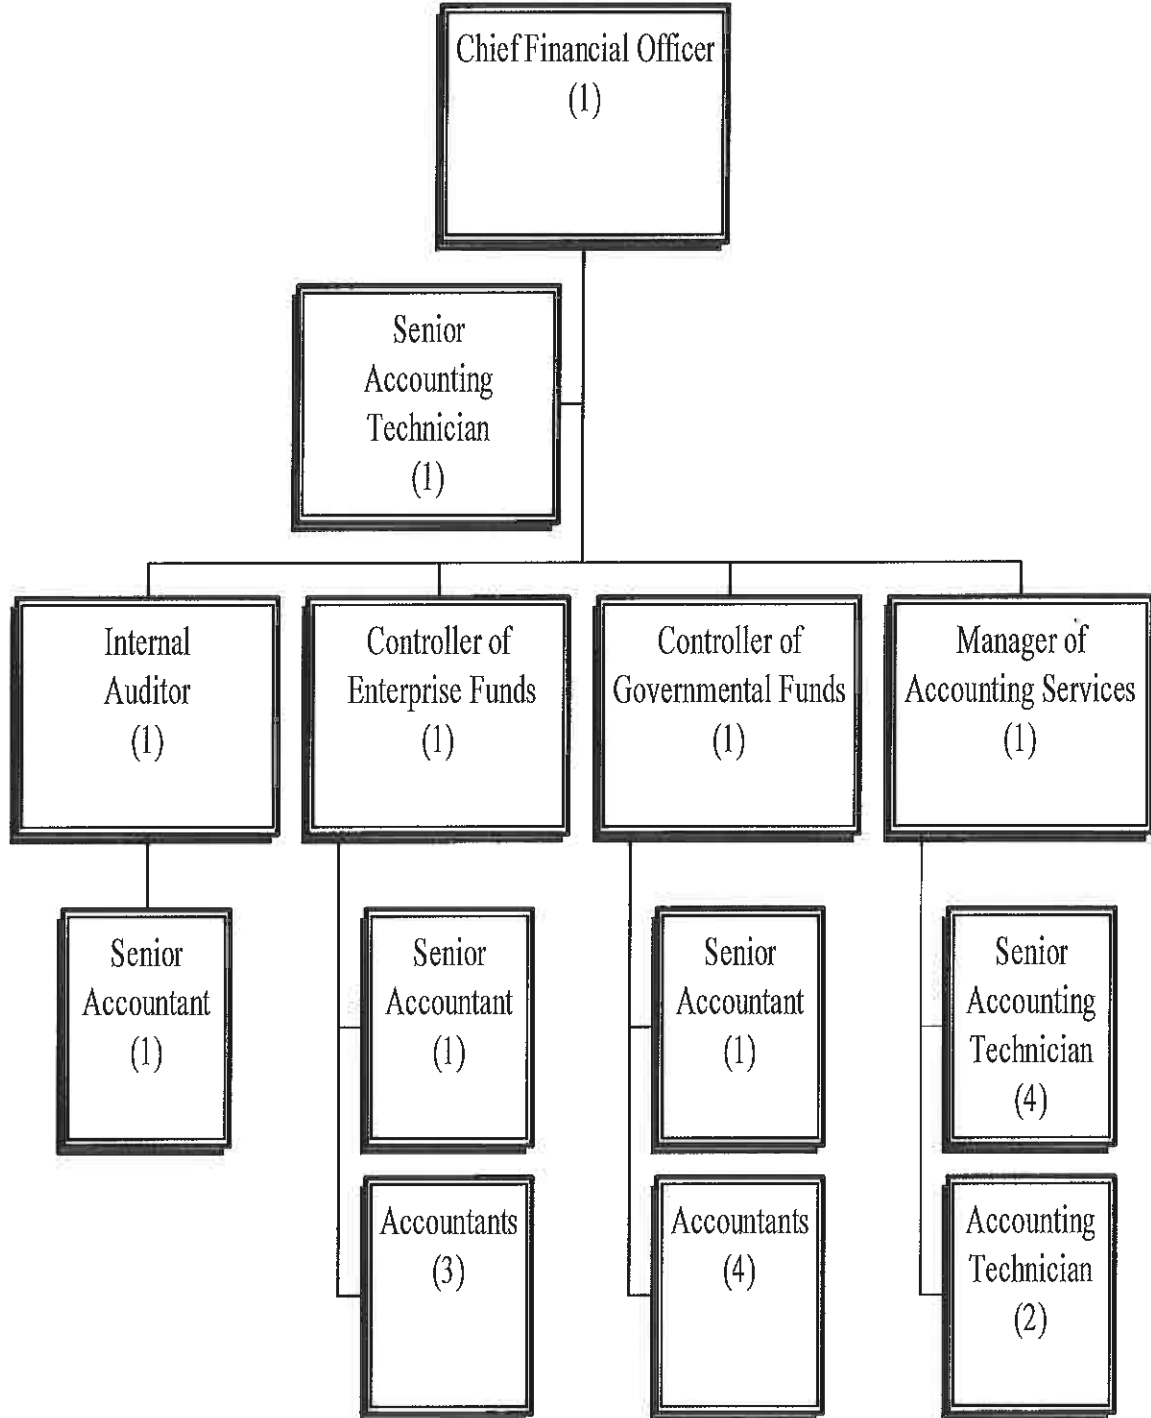 Chief Financial Officer
(1)
Senior
Accounting
Technician
(1)
Internal
Auditor
(1)
Controller of
Enterprise Funds
(1)
Controller of
Governmental Funds
(1)
Manager of
Accounting Services
(1)
Senior
Accountant
(1)
Senior
Accountant
(1)
Senior
Accountant
(1)
Senior
Accounting
Technician
(4)
Accountants
(3)
Accountants
(4)
Accounting
Technician
(2)